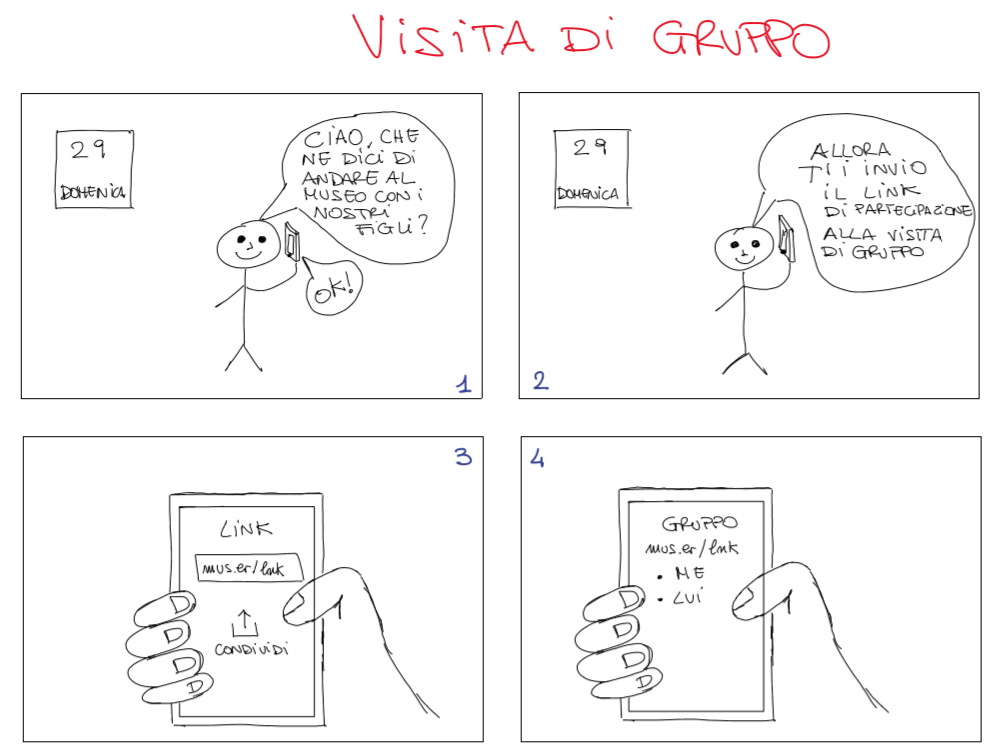 VISITA DI GRUPPO
29
DOMENICA
CIAO, CHE
NE DICI DI
ANDARE AL
MUSEO CON I
NOSTRI
FIGLI?
OK!
1
29
DOMENICA
ALLORA
TI I INVIO
IL LINK
DI PARTECIPAZIONE
ALLA VISITA
DI GRUPPO
2
3
LINK
mus.er/link
CONDIVIDI
4
GRUPPO
mus.er/link
• ME
• LUI